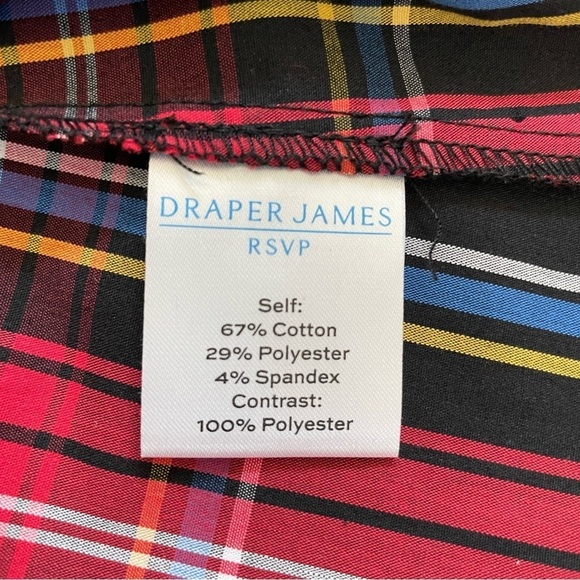 DRAPER JAMES
RSVP
Self:
67% Cotton
29% Polyester
4% Spandex
Contrast:
100% Polyester